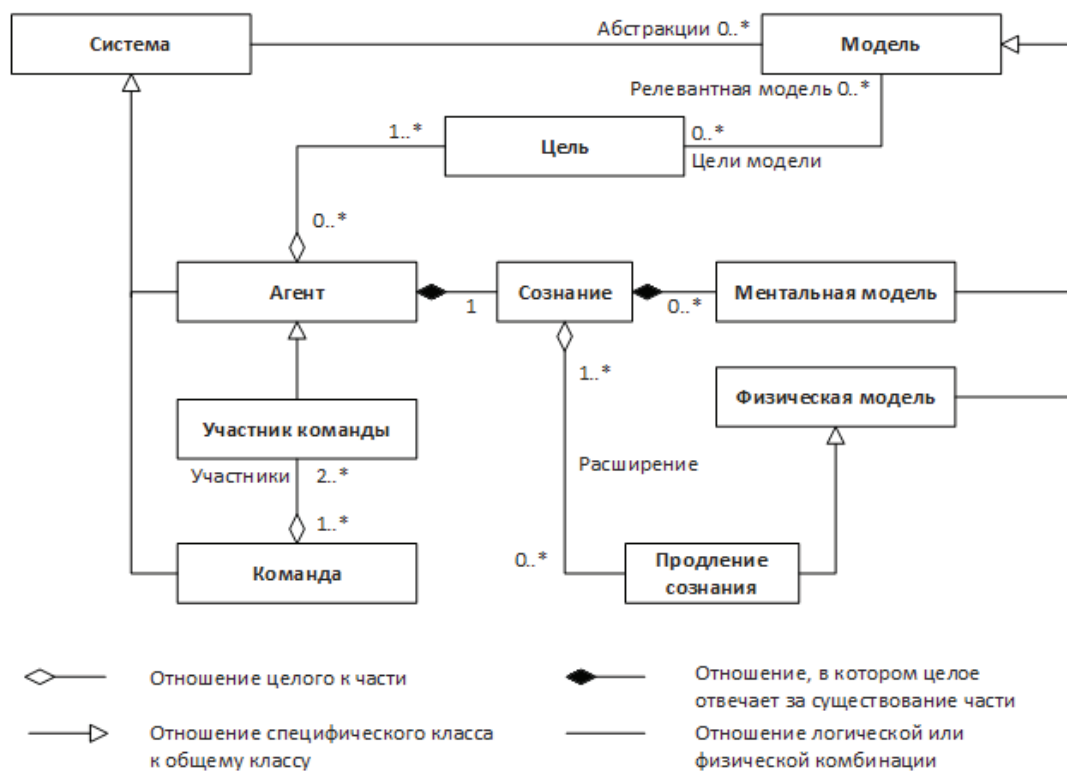 Система
Абстракции 0..*
Модель
Релевантная модель 0..*
1..*
Цель
0..*
Цели модели
0..*
Агент
1
Сознание
0..*
Ментальная модель
1..*
Физическая модель
Участник команды
Участники
2..*
Расширение
1..*
0..*
Команда
Продление
сознания
Отношение целого к части
Отношение, в котором целое
отвечает за существование части
Отношение специфического класса
к общему классу
Отношение логической или
физической комбинации